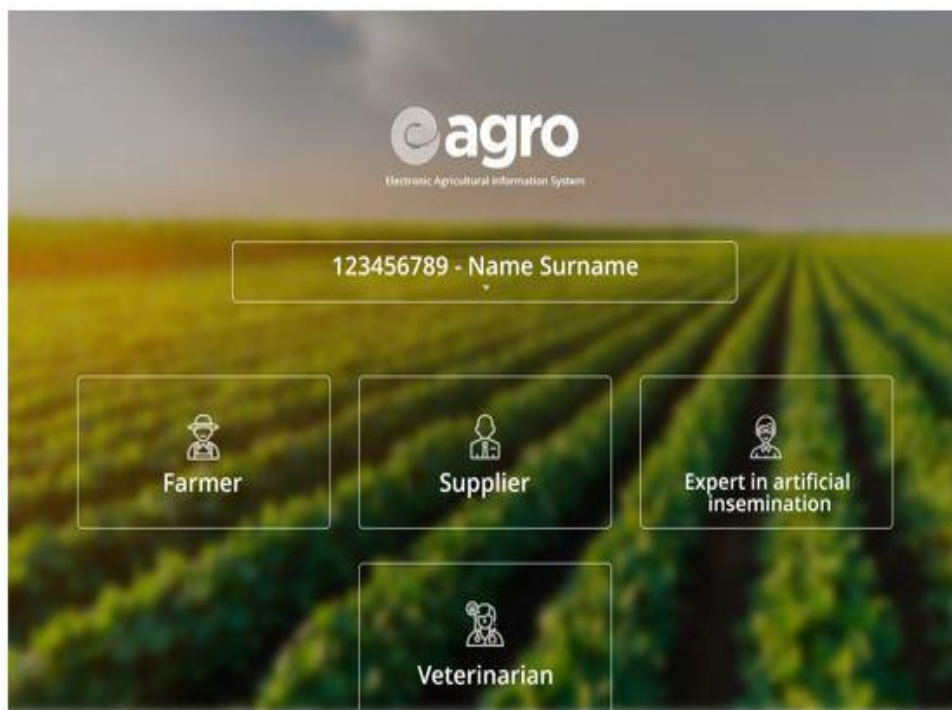 eagro
Electronic Agricultural Information System
123456789 - Name Surname
Farmer
Supplier
Expert in artificial
insemination
Veterinarian